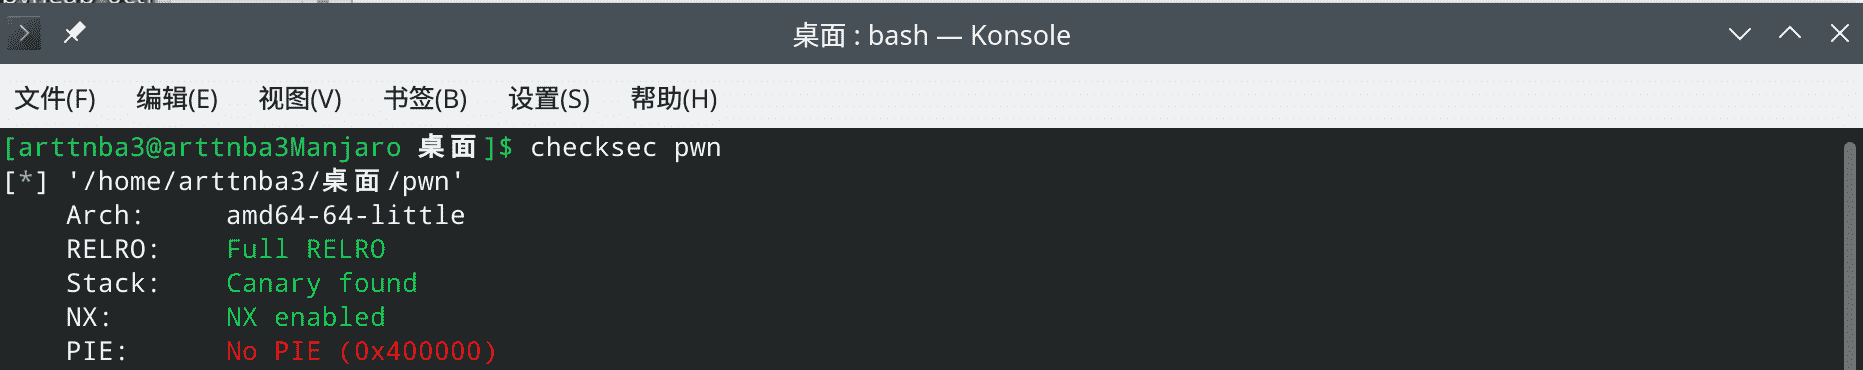 桌面 : bash — Konsole
文件(F) 编辑(E) 视图(V) 书签(B) 设置(S) 帮助(H)
[arttnba3@arttnba3Manjaro 桌面]$ checksec pwn
[*] '/home/arttnba3/桌面/pwn'
Arch: amd64-64-little
RELRO: Full RELRO
Stack: Canary found
NX: NX enabled
PIE: No PIE (0x400000)